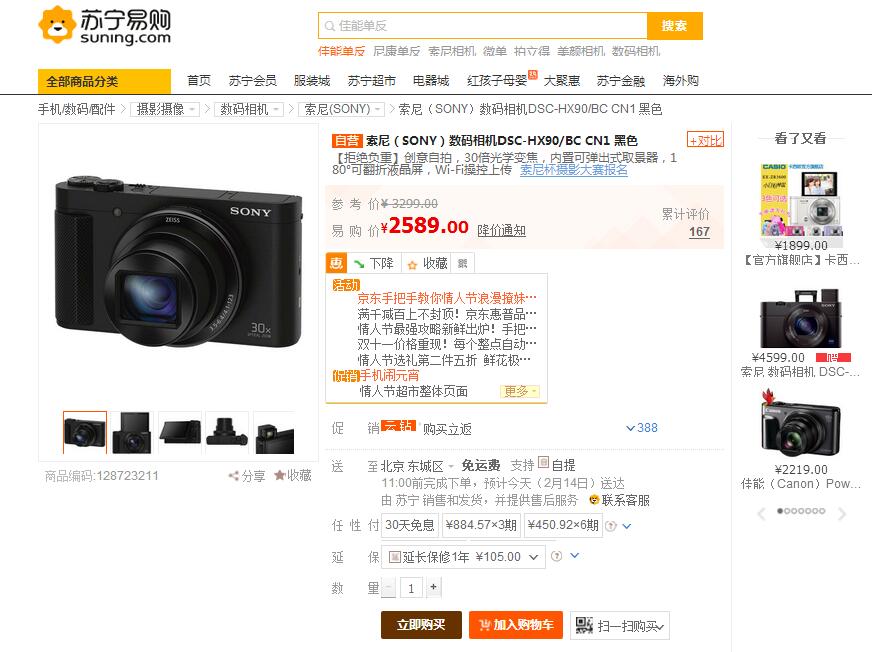 苏宁易购
suning.com
佳能单反
搜索
佳能单反 尼康单反 索尼相机 微单 拍立得 美颜相机 数码相机
全部商品分类 首页 苏宁会员 服装城 苏宁超市 电器城 红孩子母婴 大聚惠 苏宁金融 海外购
手机/数码/配件 摄影摄像 数码相机 索尼(SONY) 索尼（SONY）数码相机DSC-HX90/BC CN1 黑色
自营 索尼（SONY）数码相机DSC-HX90/BC CN1 黑色
+对比
【拒绝负重】创意自拍，30倍光学变焦，内置可弹出式取景器，1
80°可翻折液晶屏，Wi-Fi操控上传 索尼杯摄影大赛报名
参考价 ¥ 3299.00
易购价 ¥2589.00 降价通知
累计评价
167
SONY
ZEISS
30x
OPTICAL ZOOM
惠 下降 收藏
活动
京东手把手教你情人节浪漫撩妹…
满千减百上不封顶！京东惠普品…
情人节最强攻略新鲜出炉！手把…
双十一价格重现！每个整点自动…
情人节选礼第二件五折 鲜花极…
促销 手机闹元宵
情人节超市整体页面 更多
促销 云钻 购买立返 388
商品编码:128723211 分享 收藏
送至 北京 东城区 免运费 支持 自提
11:00前完成下单，预计今天（2月14日）送达
由 苏宁 销售和发货，并提供售后服务 联系客服
任性付 30天免息 ¥884.57×3期 ¥450.92×6期 ?
延保 延长保修1年 ¥105.00 ?
数量 - 1 +
立即购买 加入购物车 扫一扫购买
看了又看
CASIO
¥1899.00
【官方旗舰店】卡西…
SONY
¥4599.00
索尼 数码相机 DSC-…
Canon
¥2219.00
佳能（Canon）Pow…